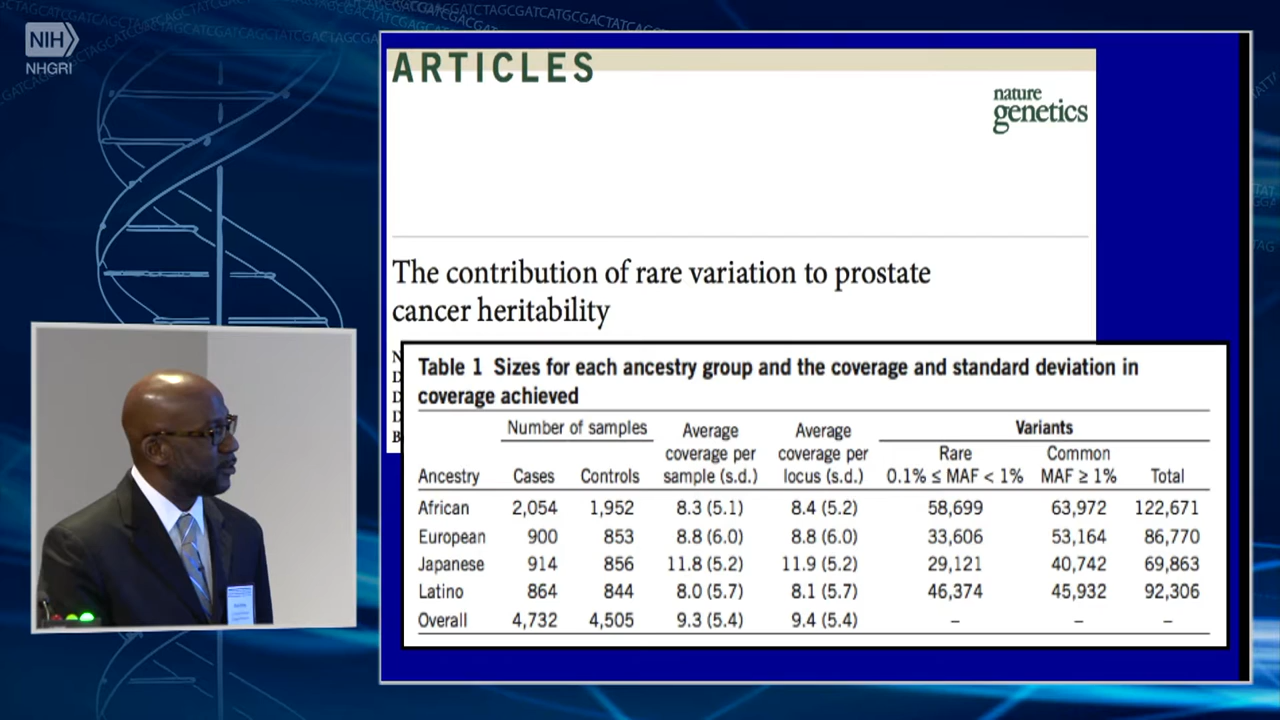 NIH
NHGRI
ARTICLES
nature
genetics
The contribution of rare variation to prostate
cancer heritability
Table 1 Sizes for each ancestry group and the coverage and standard deviation in
coverage achieved
Number of samples Average Average Variants
coverage per coverage per Rare Common
Ancestry Cases Controls sample (s.d.) locus (s.d.) 0.1% ≤ MAF < 1% MAF ≥ 1% Total
African 2,054 1,952 8.3 (5.1) 8.4 (5.2) 58,699 63,972 122,671
European 900 853 8.8 (6.0) 8.8 (6.0) 33,606 53,164 86,770
Japanese 914 856 11.8 (5.2) 11.9 (5.2) 29,121 40,742 69,863
Latino 864 844 8.0 (5.7) 8.1 (5.7) 46,374 45,932 92,306
Overall 4,732 4,505 9.3 (5.4) 9.4 (5.4) – – –